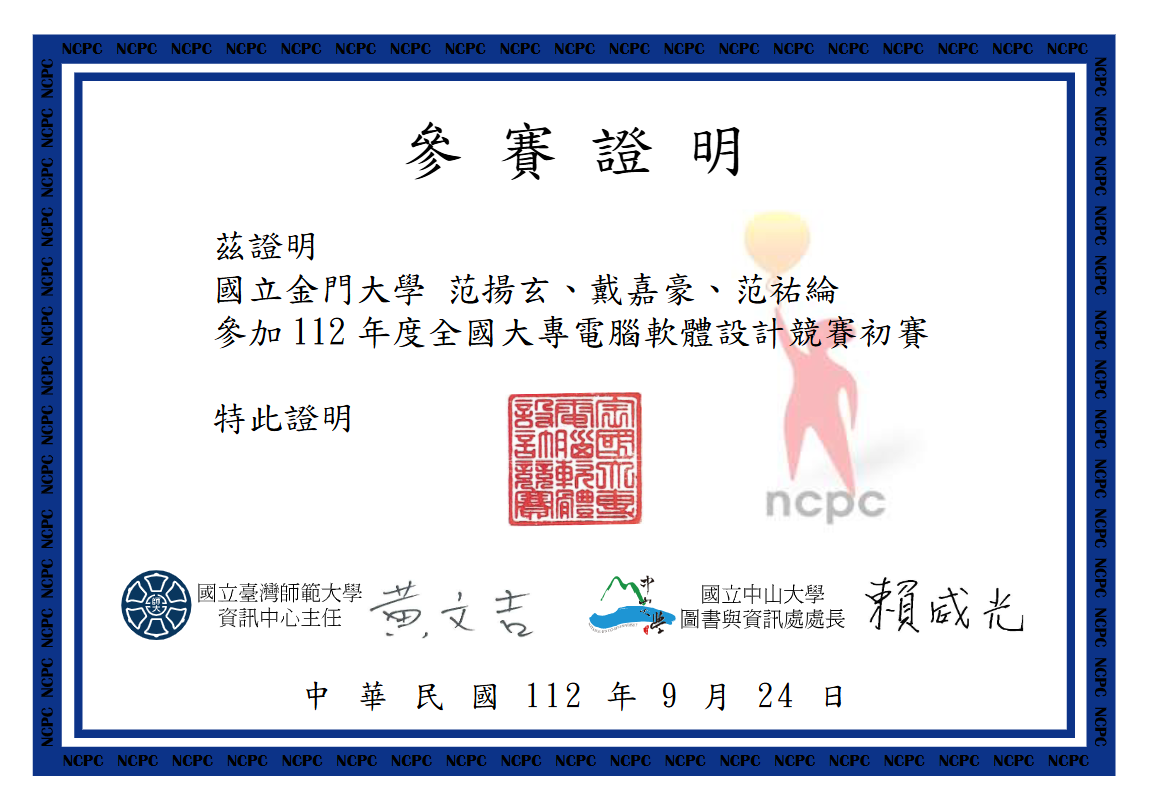 NCPC NCPC NCPC NCPC NCPC NCPC NCPC NCPC NCPC NCPC NCPC NCPC NCPC NCPC NCPC NCPC NCPC NCPC NCPC
參賽證明
茲證明
國立金門大學 范揚玄、戴嘉豪、范祐綸
參加 112 年度全國大專電腦軟體設計競賽初賽
特此證明
全國大專
電腦軟體
設計競賽
ncpc
國立臺灣師範大學
資訊中心主任
黃文吉
國立中山大學
圖書與資訊處處長
賴威光
中華民國 112 年 9 月 24 日
NCPC NCPC NCPC NCPC NCPC NCPC NCPC NCPC NCPC NCPC NCPC NCPC NCPC NCPC NCPC NCPC NCPC NCPC NCPC